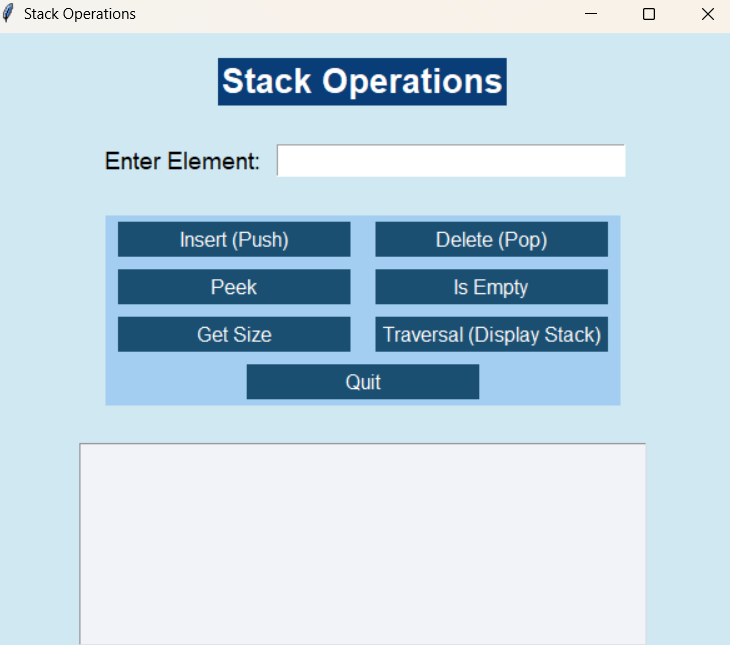 Stack Operations
Stack Operations
Enter Element:
Insert (Push) Delete (Pop)
Peek Is Empty
Get Size Traversal (Display Stack)
Quit